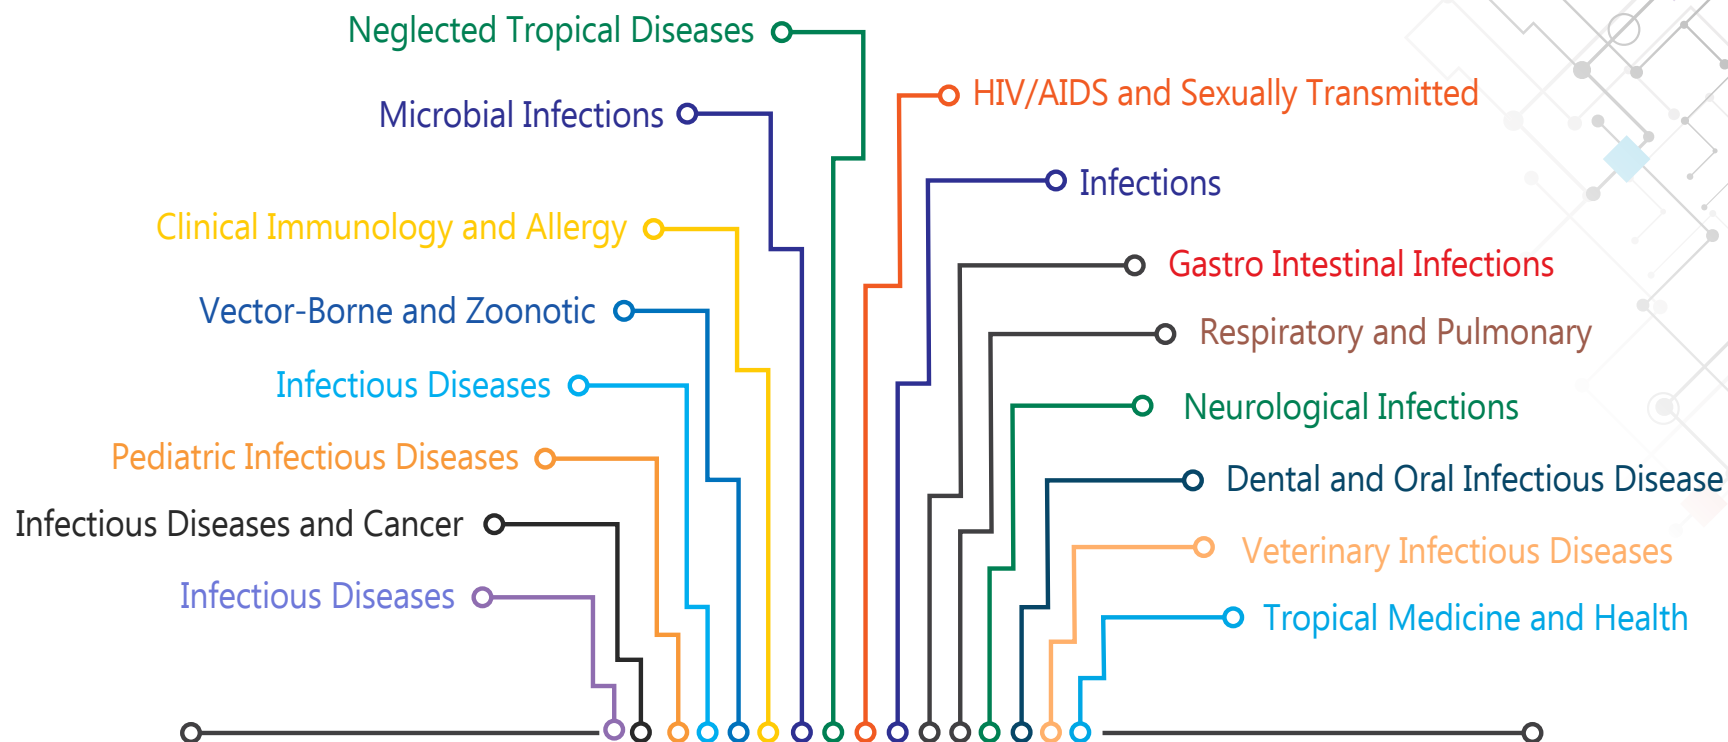 Neglected Tropical Diseases
Microbial Infections
Clinical Immunology and Allergy
Vector-Borne and Zoonotic
Infectious Diseases
Pediatric Infectious Diseases
Infectious Diseases and Cancer
Infectious Diseases
HIV/AIDS and Sexually Transmitted
Infections
Gastro Intestinal Infections
Respiratory and Pulmonary
Neurological Infections
Dental and Oral Infectious Disease
Veterinary Infectious Diseases
Tropical Medicine and Health